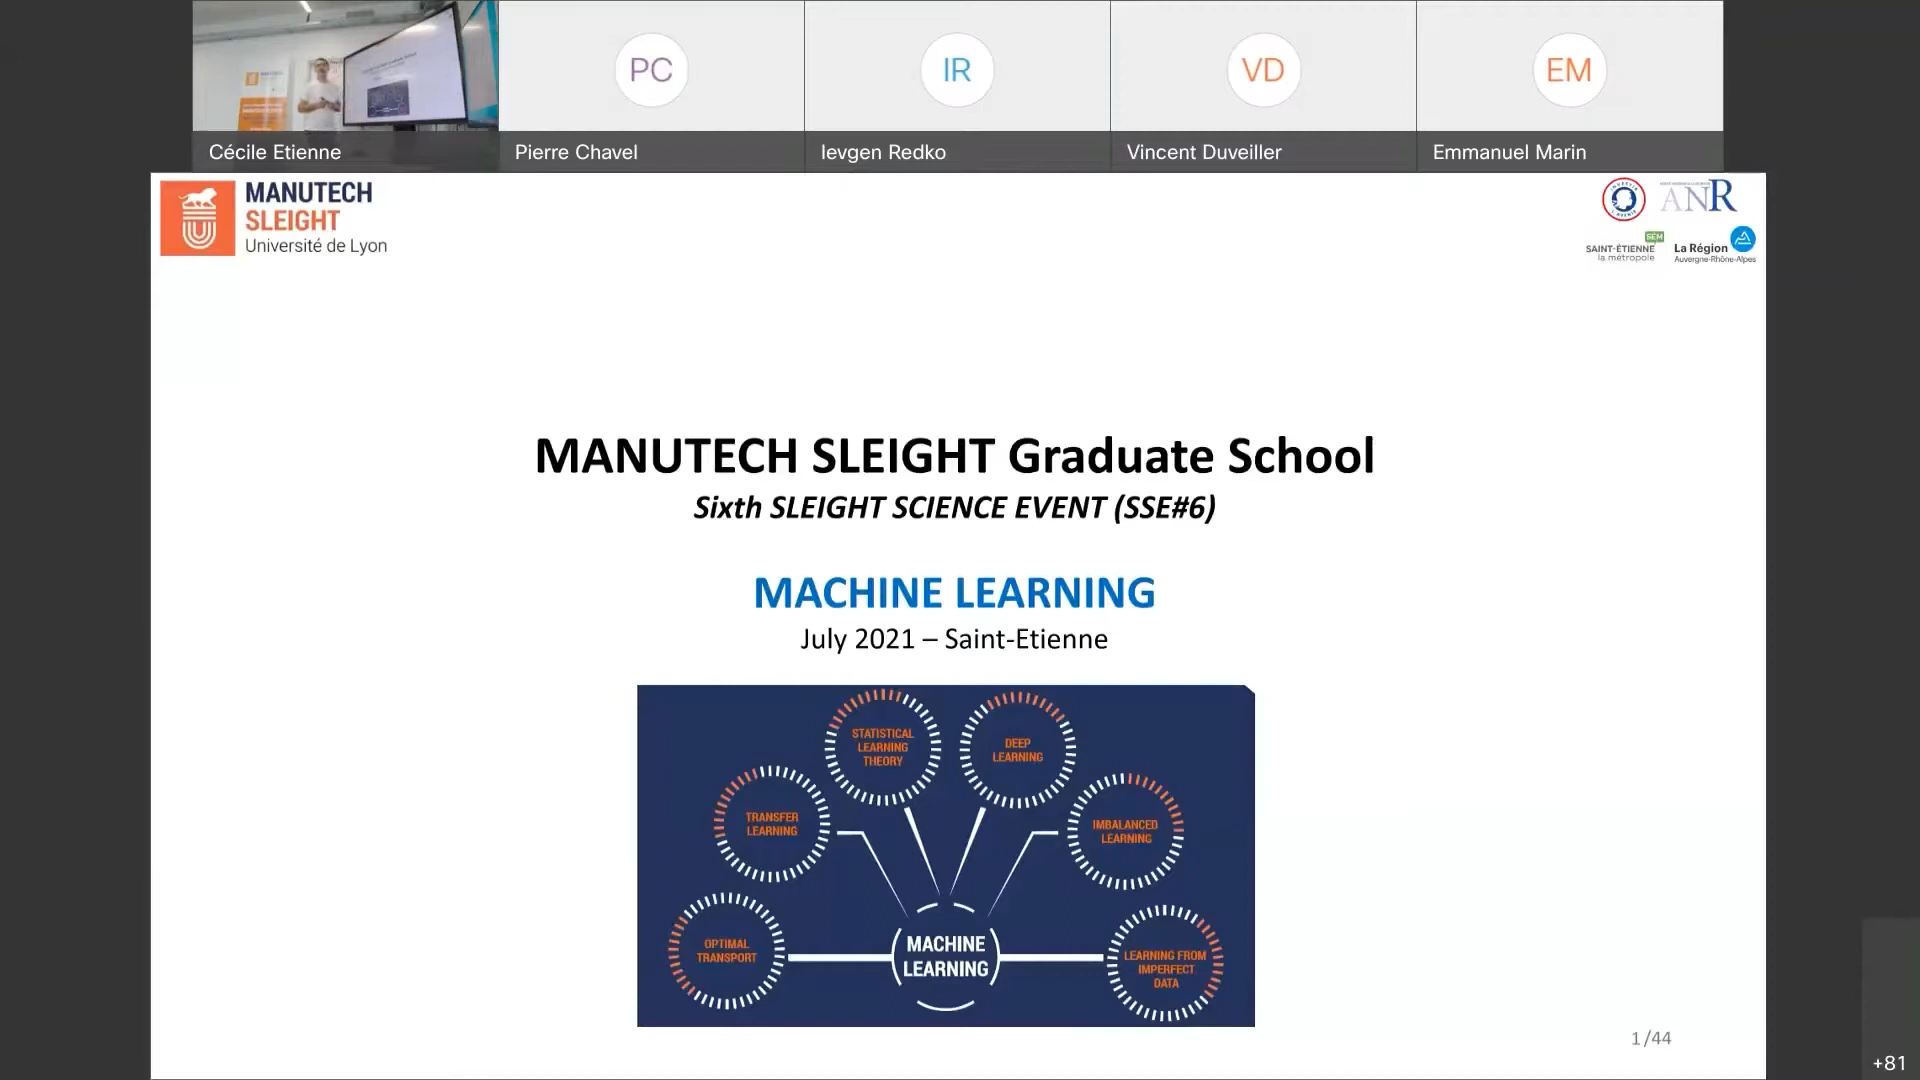 PC
IR
VD
EM
Cécile Etienne
Pierre Chavel
Ievgen Redko
Vincent Duveiller
Emmanuel Marin
MANUTECH
SLEIGHT
Université de Lyon
ANR
SAINT-ÉTIENNE
SEM
la métropole
La Région
Auvergne-Rhône-Alpes
MANUTECH SLEIGHT Graduate School
Sixth SLEIGHT SCIENCE EVENT (SSE#6)
MACHINE LEARNING
July 2021 – Saint-Etienne
STATISTICAL
LEARNING
THEORY
DEEP
LEARNING
TRANSFER
LEARNING
IMBALANCED
LEARNING
OPTIMAL
TRANSPORT
MACHINE
LEARNING
LEARNING FROM
IMPERFECT
DATA
1/44
+81